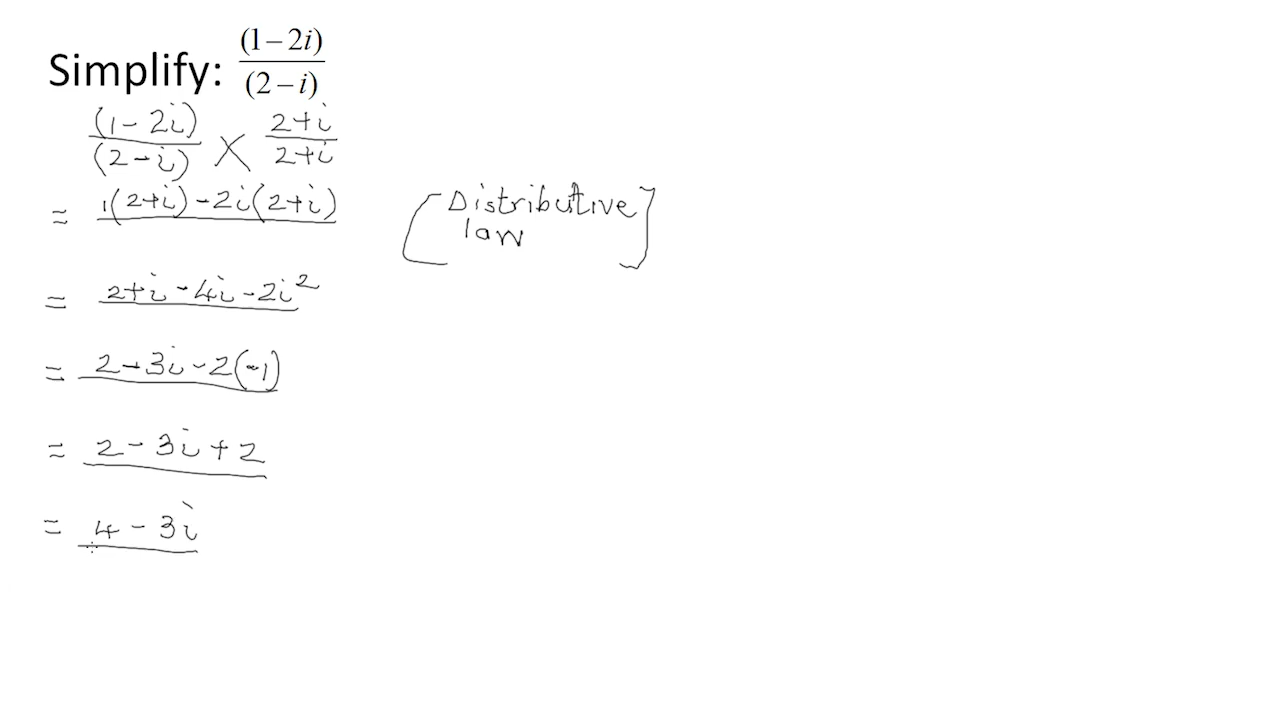 Simplify: (1 – 2i)/(2 – i)
(1 - 2i)/(2 - i) × 2+i/2+i
= 1(2+i) - 2i(2+i) [Distributive law]
= 2+i - 4i - 2i²
= 2 - 3i - 2(-1)
= 2 - 3i + 2
= 4 - 3i